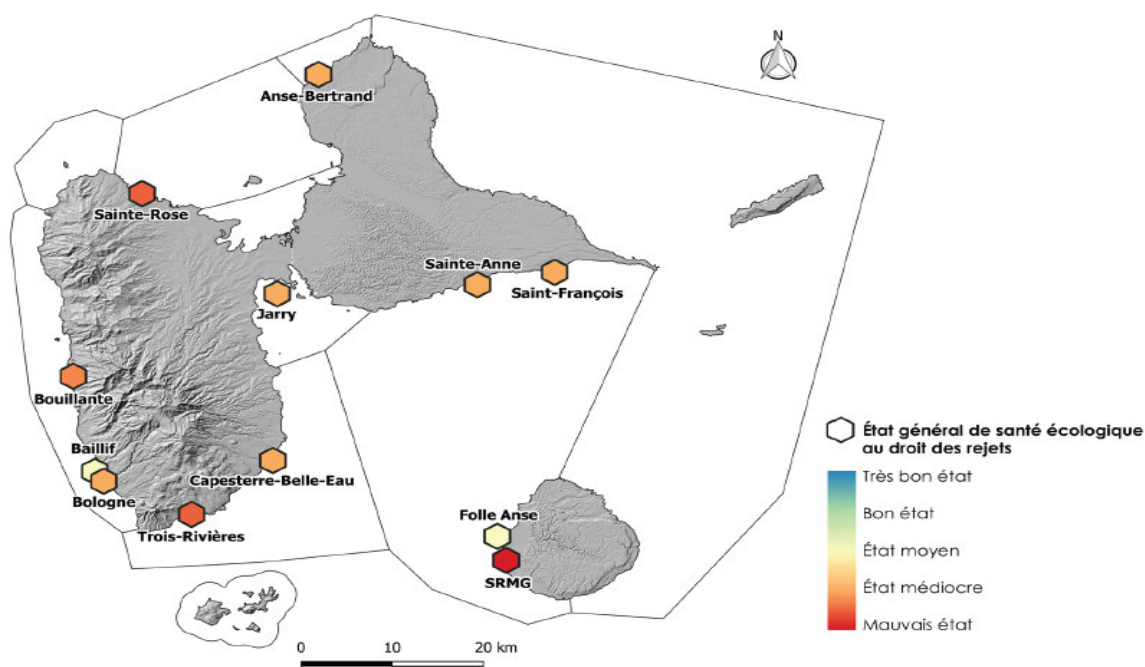 N
Anse-Bertrand
Sainte-Rose
Sainte-Anne
Saint-François
Jarry
Bouillante
Baillif
Bologne
Capesterre-Belle-Eau
Trois-Rivières
Folle Anse
SRMG
État général de santé écologique
au droit des rejets
Très bon état
Bon état
État moyen
État médiocre
Mauvais état
0 10 20 km